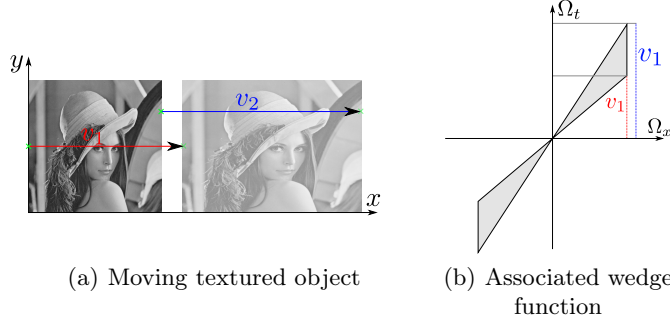 y
v₁
v₂
x
Ωₜ
v₁
v₁
Ωₓ
(a) Moving textured object
(b) Associated wedge
function